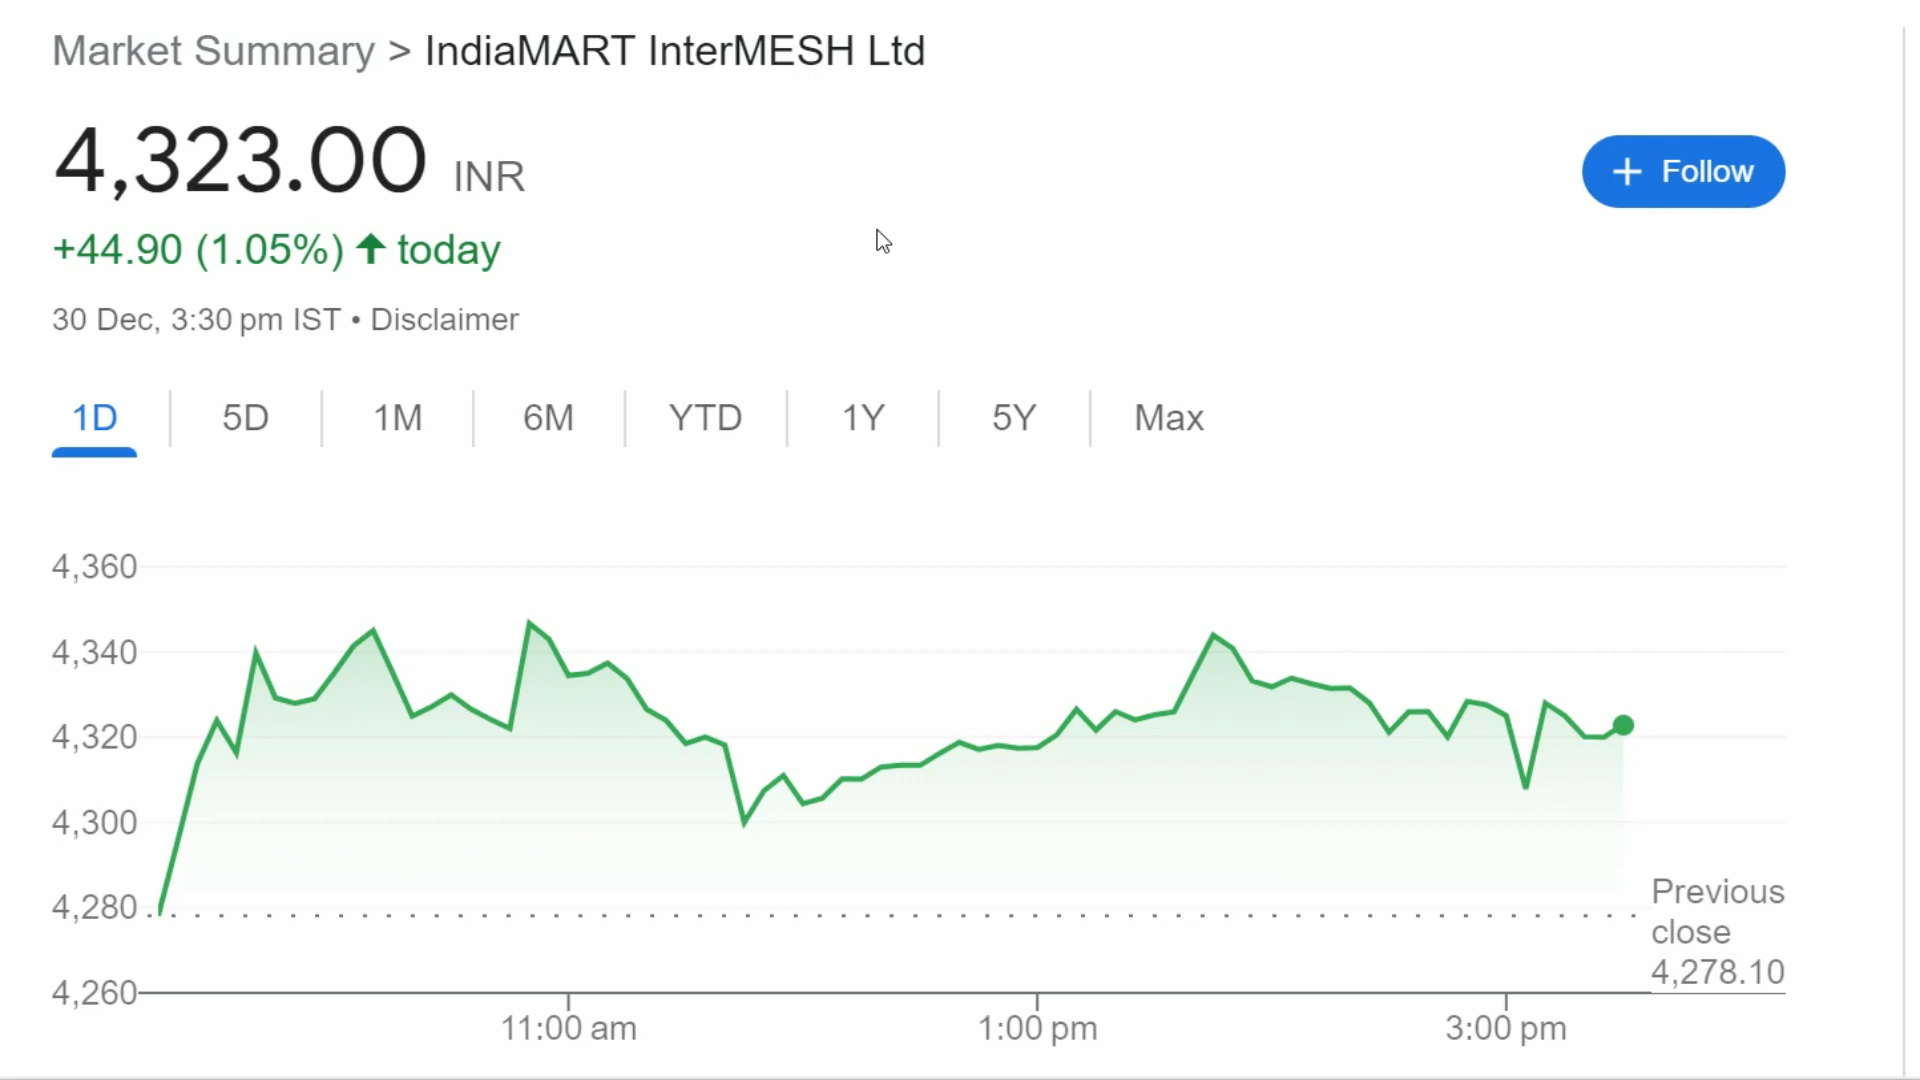 Market Summary > IndiaMART InterMESH Ltd
4,323.00 INR
+ Follow
+44.90 (1.05%) ↑ today
30 Dec, 3:30 pm IST • Disclaimer
1D 5D 1M 6M YTD 1Y 5Y Max
4,360
4,340
4,320
4,300
4,280
4,260
Previous
close
4,278.10
11:00 am 1:00 pm 3:00 pm